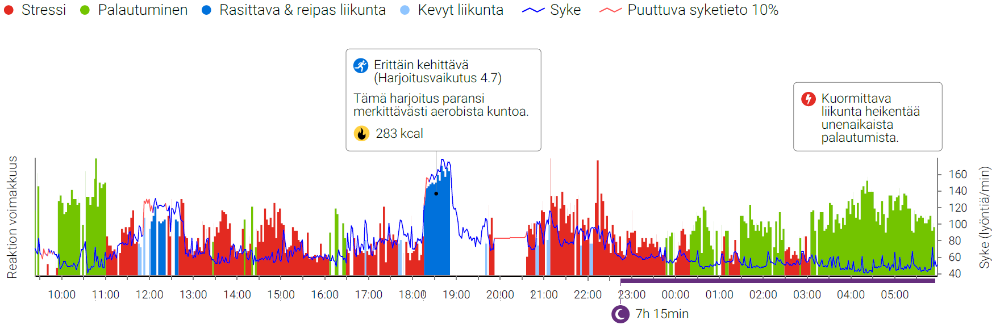 Stressi Palautuminen Rasittava & reipas liikunta Kevyt liikunta Syke Puuttuva syketieto 10%
Erittäin kehittävä
(Harjoitusvaikutus 4.7)
Tämä harjoitus paransi
merkittävästi aerobista kuntoa.
283 kcal
Kuormittava
liikunta heikentää
unenaikaista
palautumista.
Reaktion voimakkuus
160
140
120
100
80
60
40
Syke (lyöntiä/min)
10:00 11:00 12:00 13:00 14:00 15:00 16:00 17:00 18:00 19:00 20:00 21:00 22:00 23:00 00:00 01:00 02:00 03:00 04:00 05:00
7h 15min